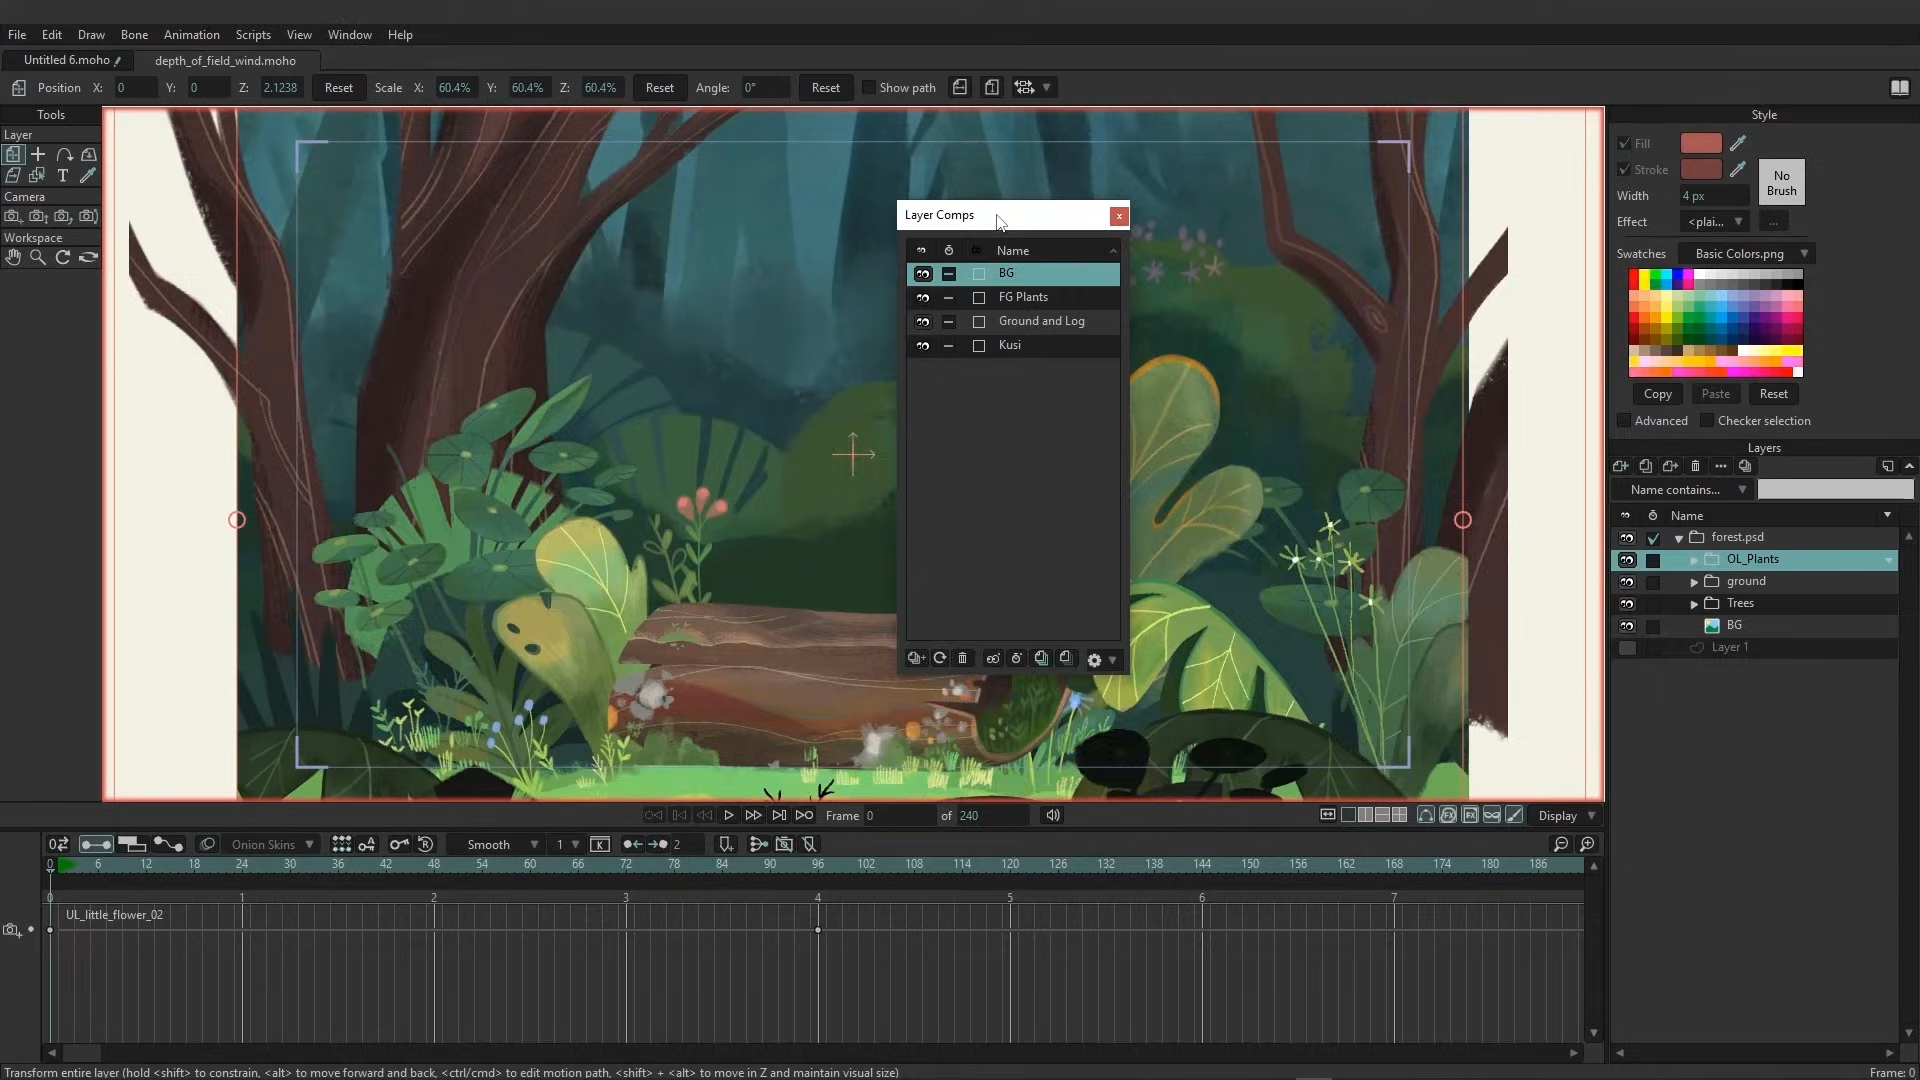 File Edit Draw Bone Animation Scripts View Window Help
Untitled 6.moho depth_of_field_wind.moho
Position X: 0 Y: 0 Z: 2.1238 Reset Scale X: 60.4% Y: 60.4% Z: 60.4% Reset Angle: 0° Reset Show path
Tools
Layer
T
Camera
Workspace
Layer Comps x
Name
BG
FG Plants
Ground and Log
Kusi
Style
Fill
Stroke
No Brush
Width 4 px
Effect <plai... ...
Swatches Basic Colors.png
Copy Paste Reset
Advanced Checker selection
Layers
Name contains...
Name
forest.psd
OL_Plants
ground
Trees
BG
Layer 1
Frame 0 of 240 Display
Onion Skins Smooth 1 2
0 6 12 18 24 30 36 42 48 54 60 66 72 78 84 90 96 102 108 114 120 126 132 138 144 150 156 162 168 174 180 186
0 1 2 3 4 5 6 7
UL_little_flower_02
Transform entire layer (hold <shift> to constrain, <alt> to move forward and back, <ctrl/cmd> to edit motion path, <shift> + <alt> to move in Z and maintain visual size) Frame: 0